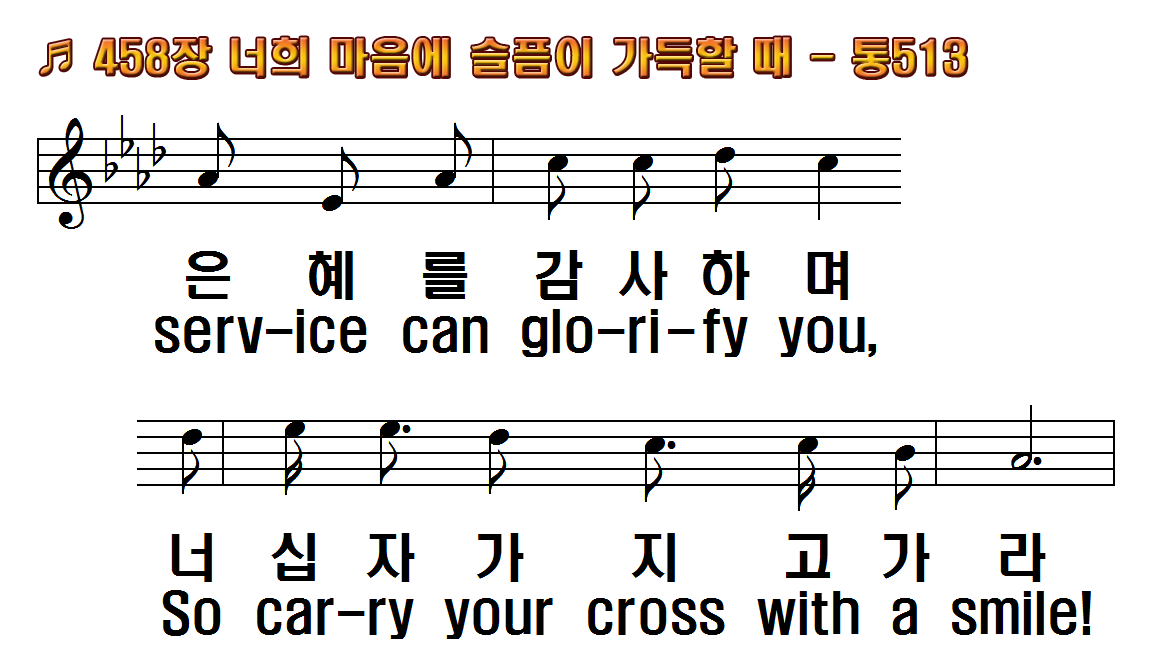 ♬ 458장 너희 마음에 슬픔이 가득할 때 - 통513
은 혜 를 감 사 하 며
serv-ice can glo-ri-fy you,
너 십 자 가 지 고 가 라
So car-ry your cross with a smile!